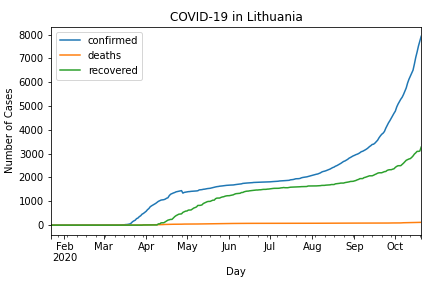 COVID-19 in Lithuania
confirmed
deaths
recovered
Number of Cases
8000
7000
6000
5000
4000
3000
2000
1000
0
Feb Mar Apr May Jun Jul Aug Sep Oct
2020
Day